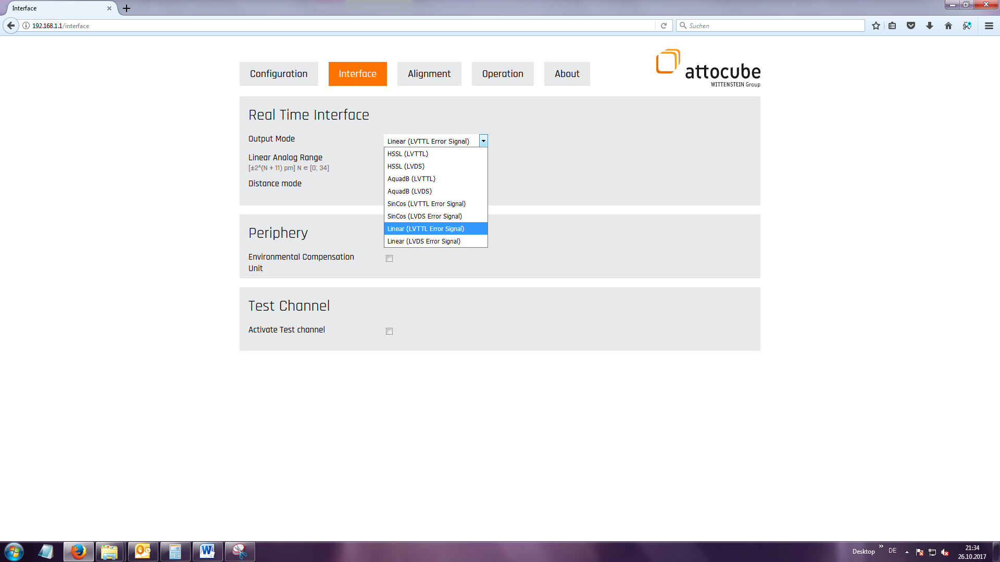 Interface
192.168.1.1/interface
Suchen
Configuration
Interface
Alignment
Operation
About
attocube
WITTENSTEIN Group
Real Time Interface
Output Mode
Linear (LVTTL Error Signal)
HSSL (LVTTL)
Linear Analog Range
HSSL (LVDS)
[±2^(N + 11) pm] N ∈ [0; 34]
AquadB (LVTTL)
Distance mode
AquadB (LVDS)
SinCos (LVTTL Error Signal)
SinCos (LVDS Error Signal)
Linear (LVTTL Error Signal)
Linear (LVDS Error Signal)
Periphery
Environmental Compensation
Unit
Test Channel
Activate Test channel
Desktop
DE
21:34
26.10.2017